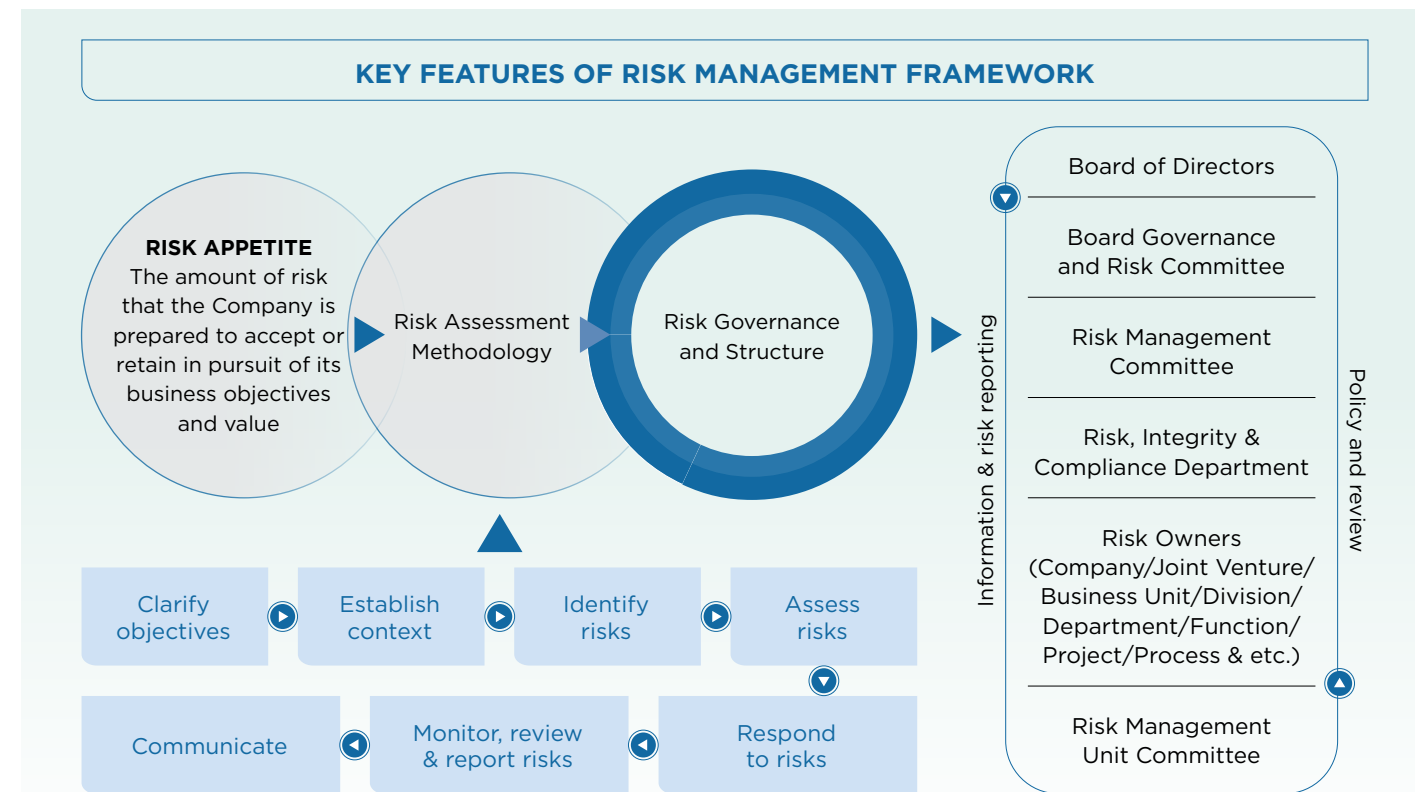 KEY FEATURES OF RISK MANAGEMENT FRAMEWORK
RISK APPETITE
The amount of risk
that the Company is
prepared to accept or
retain in pursuit of its
business objectives
and value
Risk Assessment
Methodology
Risk Governance
and Structure
Clarify
objectives
Establish
context
Identify
risks
Assess
risks
Respond
to risks
Monitor, review
& report risks
Communicate
Information & risk reporting
Board of Directors
Board Governance
and Risk Committee
Risk Management
Committee
Risk, Integrity &
Compliance Department
Risk Owners
(Company/Joint Venture/
Business Unit/Division/
Department/Function/
Project/Process & etc.)
Risk Management
Unit Committee
Policy and review